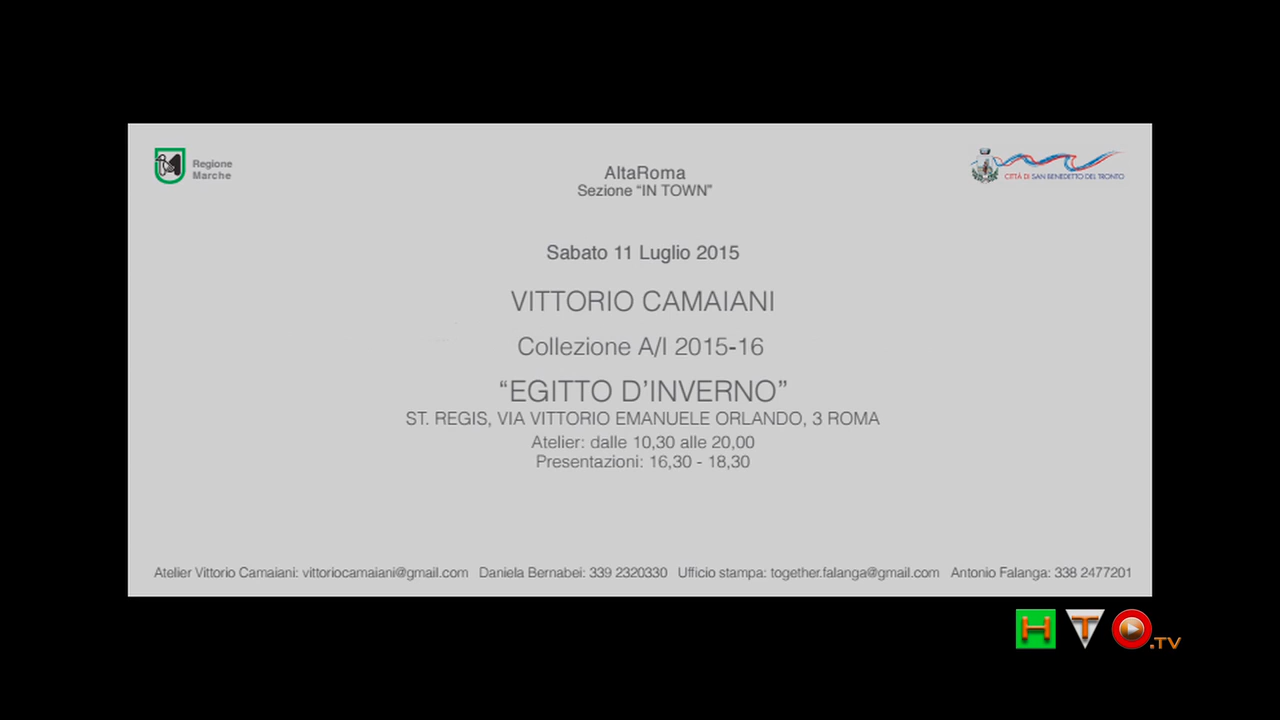 Regione
Marche
AltaRoma
Sezione “IN TOWN”
CITTÀ DI SAN BENEDETTO DEL TRONTO
Sabato 11 Luglio 2015
VITTORIO CAMAIANI
Collezione A/I 2015-16
“EGITTO D’INVERNO”
ST. REGIS, VIA VITTORIO EMANUELE ORLANDO, 3 ROMA
Atelier: dalle 10,30 alle 20,00
Presentazioni: 16,30 - 18,30
Atelier Vittorio Camaiani: vittoriocamaiani@gmail.com Daniela Bernabei: 339 2320330 Ufficio stampa: together.falanga@gmail.com Antonio Falanga: 338 2477201
HTO.TV